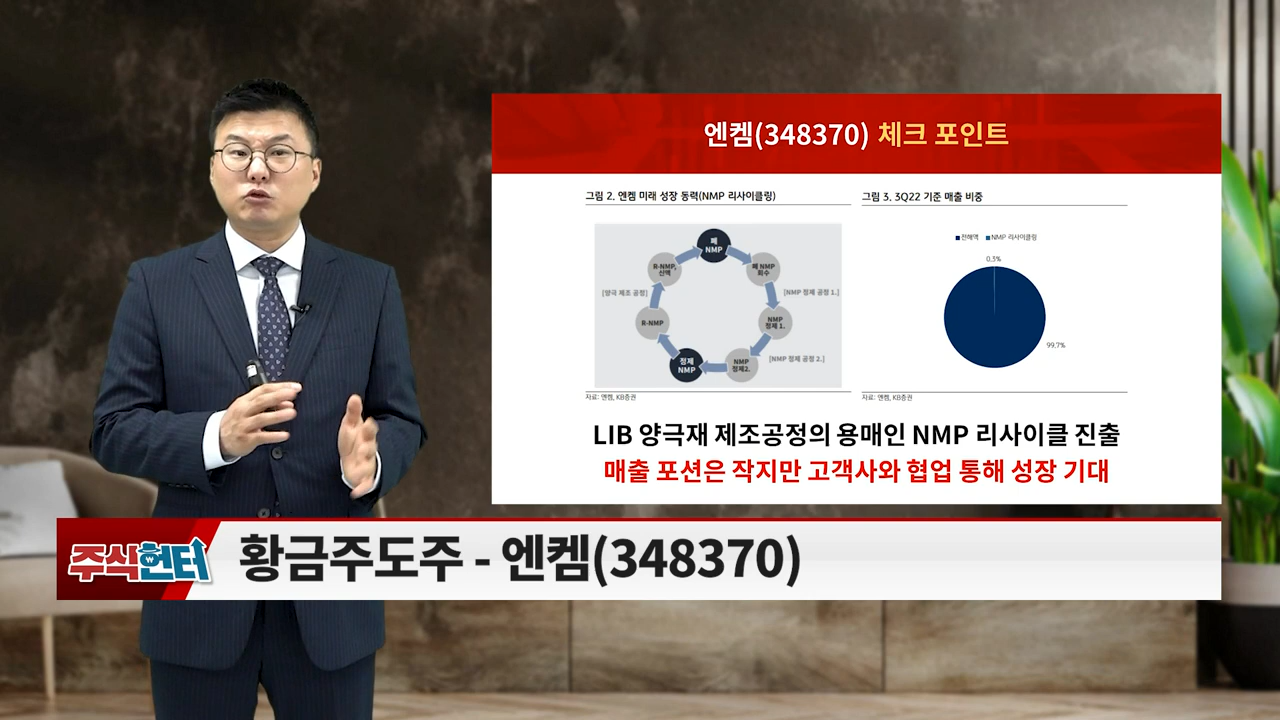 엔켐(348370) 체크 포인트
그림 2. 엔켐 미래 성장 동력(NMP 리사이클링)
폐
NMP
폐 NMP
회수
[NMP 정제 공정 1.]
NMP
정제 1.
[NMP 정제 공정 2.]
NMP
정제2.
정제
NMP
R-NMP
[양극 제조 공정]
R-NMP,
신액
자료: 엔켐, KB증권
그림 3. 3Q22 기준 매출 비중
■전해액 ■NMP 리사이클링
0.3%
99.7%
자료: 엔켐, KB증권
LIB 양극재 제조공정의 용매인 NMP 리사이클 진출
매출 포션은 작지만 고객사와 협업 통해 성장 기대
주식헌터
황금주도주 - 엔켐(348370)